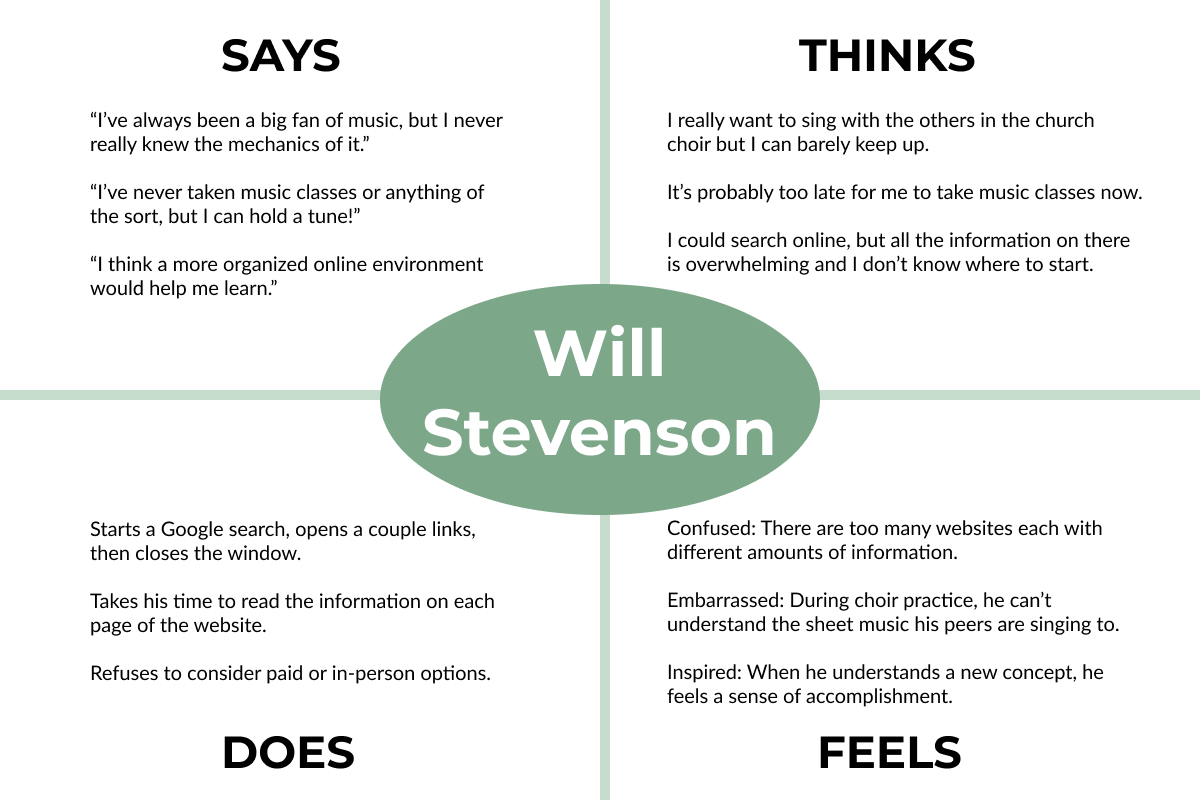 SAYS
“I’ve always been a big fan of music, but I never
really knew the mechanics of it.”
“I’ve never taken music classes or anything of
the sort, but I can hold a tune!”
“I think a more organized online environment
would help me learn.”
THINKS
I really want to sing with the others in the church
choir but I can barely keep up.
It’s probably too late for me to take music classes now.
I could search online, but all the information on there
is overwhelming and I don’t know where to start.
Will
Stevenson
Starts a Google search, opens a couple links,
then closes the window.
Takes his time to read the information on each
page of the website.
Refuses to consider paid or in-person options.
DOES
Confused: There are too many websites each with
different amounts of information.
Embarrassed: During choir practice, he can’t
understand the sheet music his peers are singing to.
Inspired: When he understands a new concept, he
feels a sense of accomplishment.
FEELS